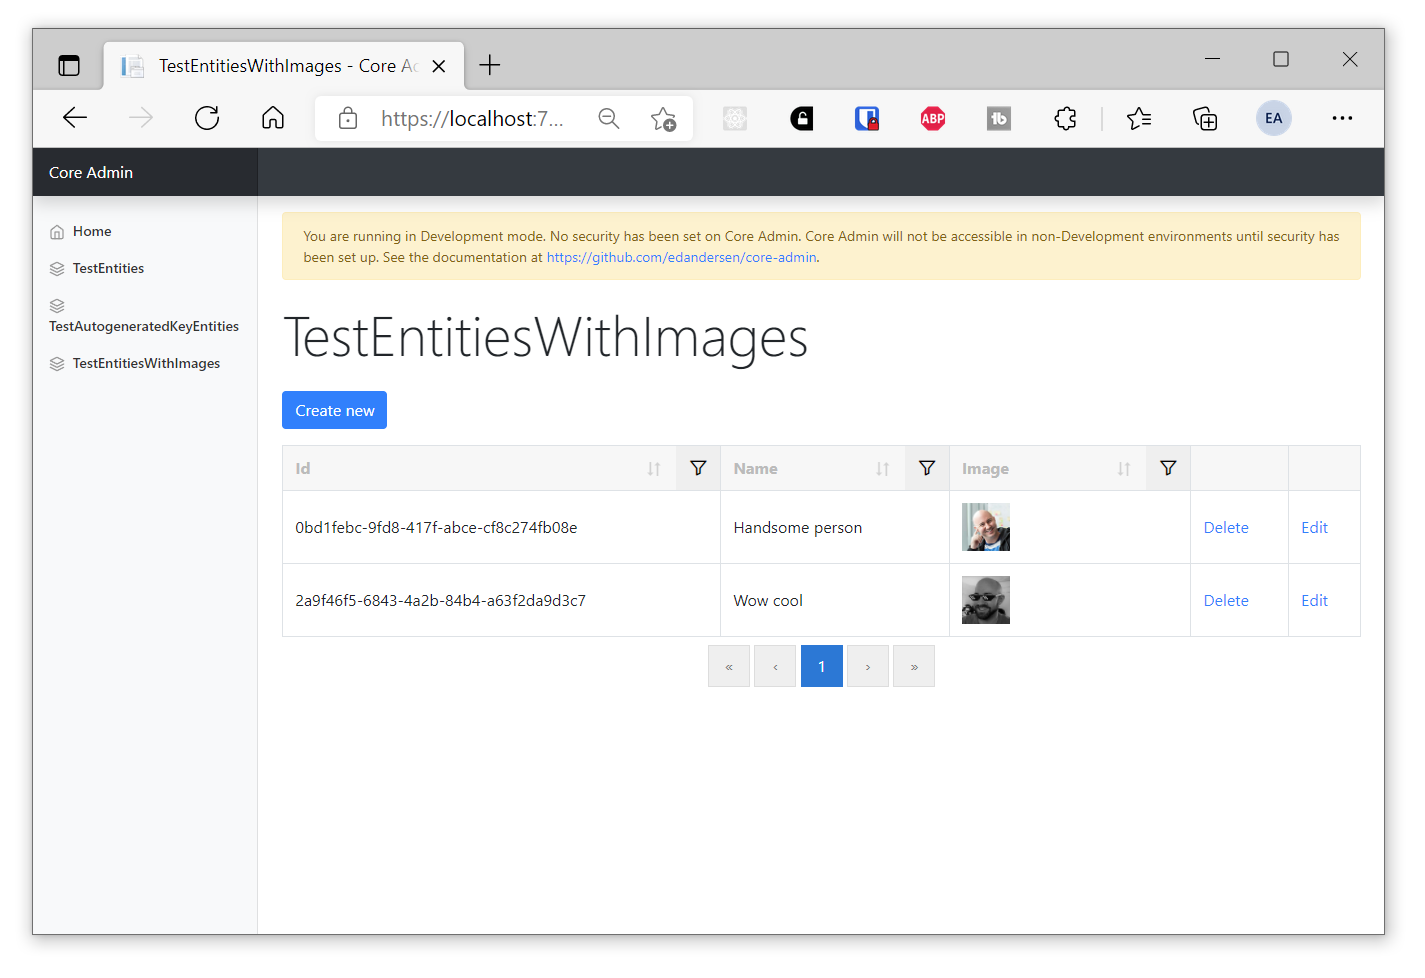 TestEntitiesWithImages - Core Ac
https://localhost:7...
ABP
EA
Core Admin
Home
TestEntities
TestAutogeneratedKeyEntities
TestEntitiesWithImages
You are running in Development mode. No security has been set on Core Admin. Core Admin will not be accessible in non-Development environments until security has
been set up. See the documentation at https://github.com/edandersen/core-admin.
TestEntitiesWithImages
Create new
Id Name Image
0bd1febc-9fd8-417f-abce-cf8c274fb08e Handsome person Delete Edit
2a9f46f5-6843-4a2b-84b4-a63f2da9d3c7 Wow cool Delete Edit
« ‹ 1 › »